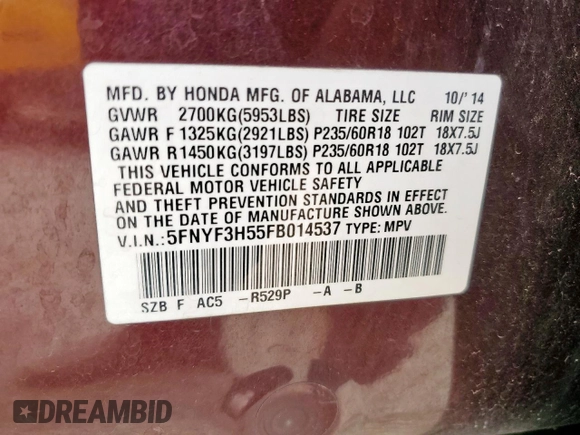 MFD. BY HONDA MFG. OF ALABAMA, LLC 10/'14
GVWR 2700KG(5953LBS) TIRE SIZE RIM SIZE
GAWR F 1325KG(2921LBS) P235/60R18 102T 18X7.5J
GAWR R 1450KG(3197LBS) P235/60R18 102T 18X7.5J
THIS VEHICLE CONFORMS TO ALL APPLICABLE
FEDERAL MOTOR VEHICLE SAFETY
AND THEFT PREVENTION STANDARDS IN EFFECT
ON THE DATE OF MANUFACTURE SHOWN ABOVE.
V.I.N.: 5FNYF3H55FB014537 TYPE: MPV
SZB F AC5 -R529P -A -B
DREAMBID